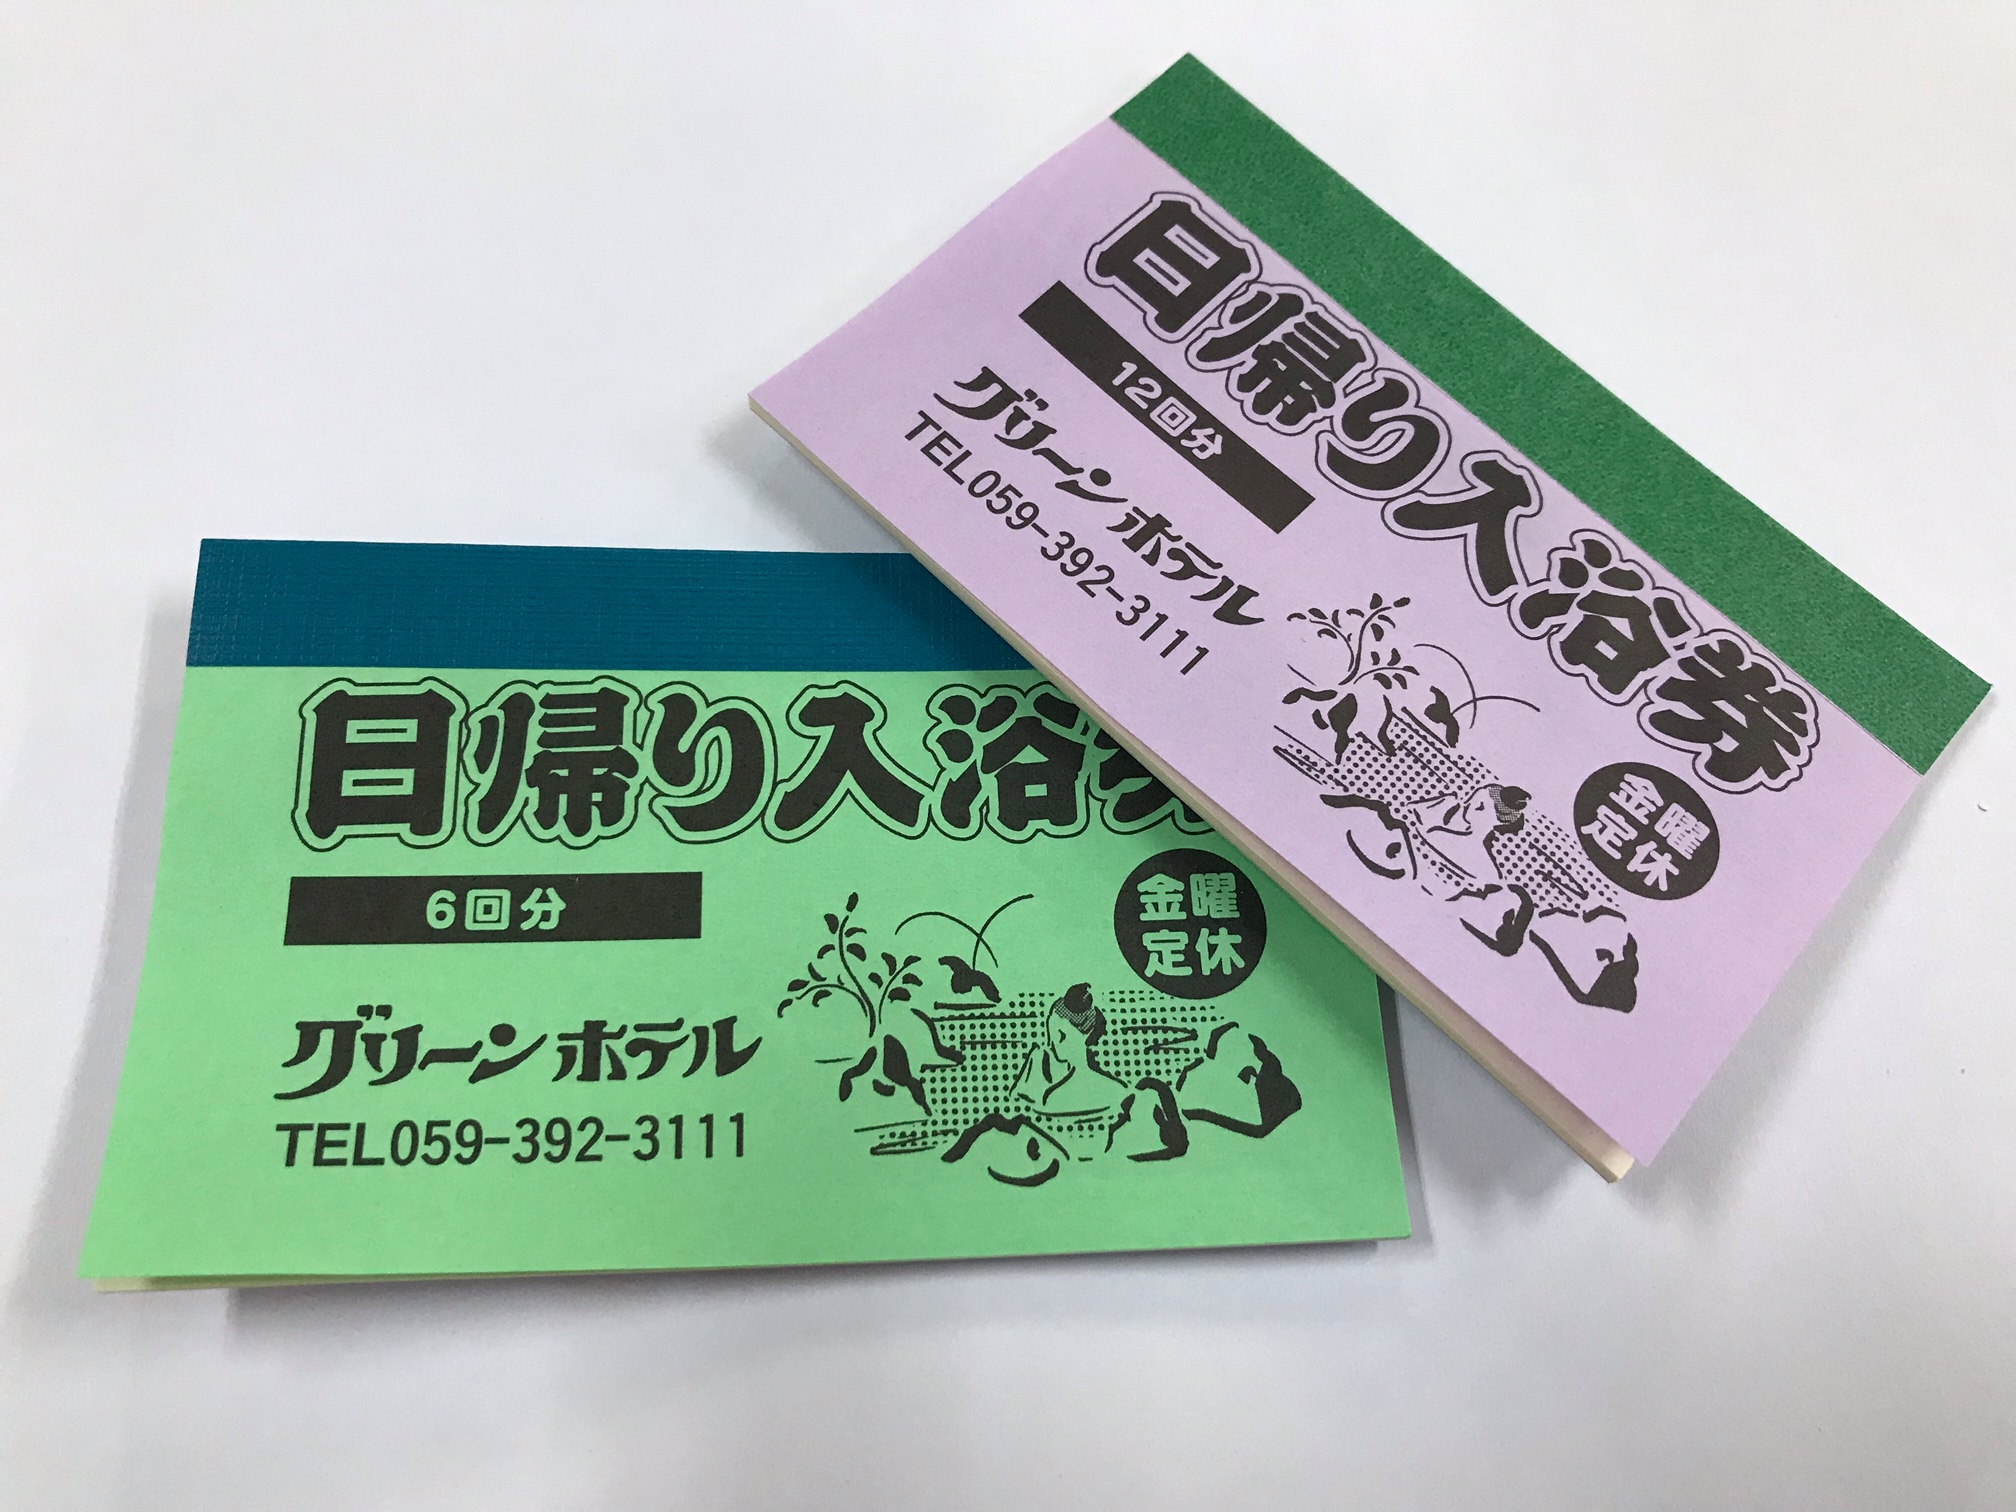 日帰り入浴券
12回分
グリーンホテル
TEL059-392-3111
金曜
定休
日帰り入浴券
6回分
グリーンホテル
TEL059-392-3111
金曜
定休